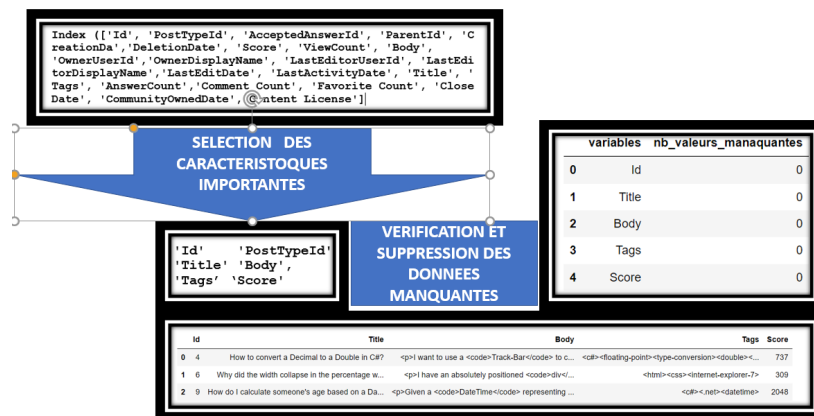 Index (['Id', 'PostTypeId', 'AcceptedAnswerId', 'ParentId', 'C
reationDa','DeletionDate', 'Score', 'ViewCount', 'Body',
'OwnerUserId','OwnerDisplayName', 'LastEditorUserId', 'LastEdi
torDisplayName','LastEditDate', 'LastActivityDate', 'Title', '
Tags', 'AnswerCount','Comment Count', 'Favorite Count', 'Close
Date', 'CommunityOwnedDate', Content License']
SELECTION DES
CARACTERISTOQUES
IMPORTANTES
variables nb_valeurs_manaquantes
0 Id 0
1 Title 0
2 Body 0
3 Tags 0
4 Score 0
'Id' 'PostTypeId'
'Title' 'Body',
'Tags’ ‘Score'
VERIFICATION ET
SUPPRESSION DES
DONNEES
MANQUANTES
Id Title Body Tags Score
0 4 How to convert a Decimal to a Double in C#? <p>I want to use a <code>Track-Bar</code> to c... <c#><floating-point><type-conversion><double><... 737
1 6 Why did the width collapse in the percentage w... <p>I have an absolutely positioned <code>div</... <html><css><internet-explorer-7> 309
2 9 How do I calculate someone's age based on a Da... <p>Given a <code>DateTime</code> representing ... <c#><.net><datetime> 2048